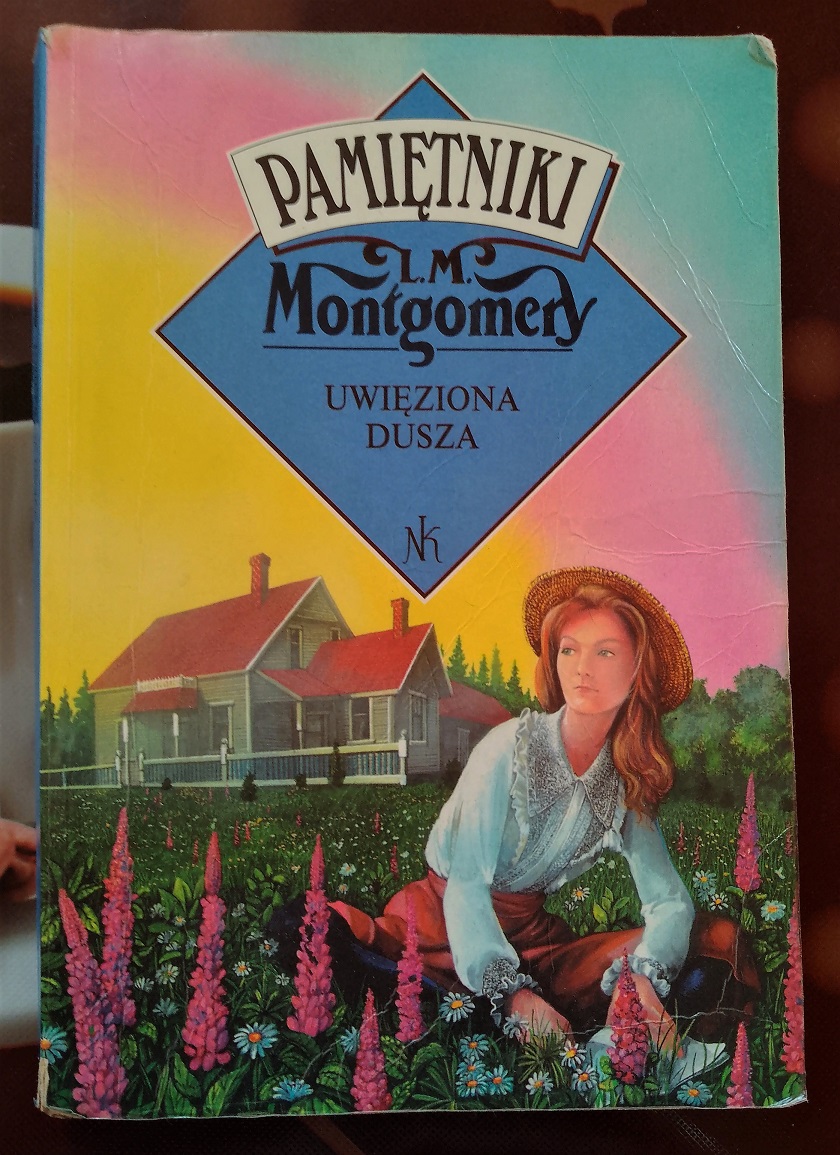 PAMIĘTNIKI
L.M.
Montgomery
UWIĘZIONA
DUSZA
NK